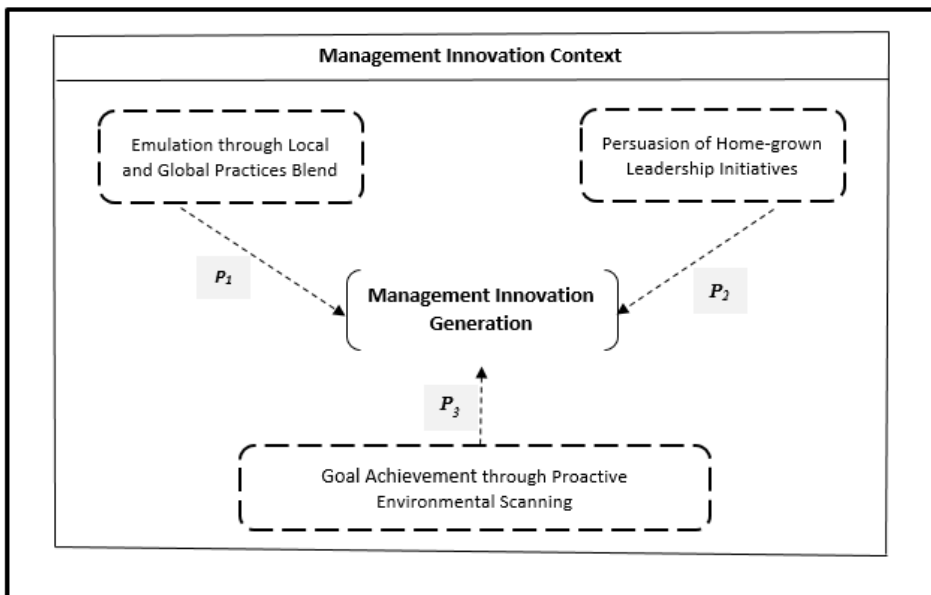 Management Innovation Context
Emulation through Local
and Global Practices Blend
Persuasion of Home-grown
Leadership Initiatives
P₁
Management Innovation
Generation
P₂
P₃
Goal Achievement through Proactive
Environmental Scanning